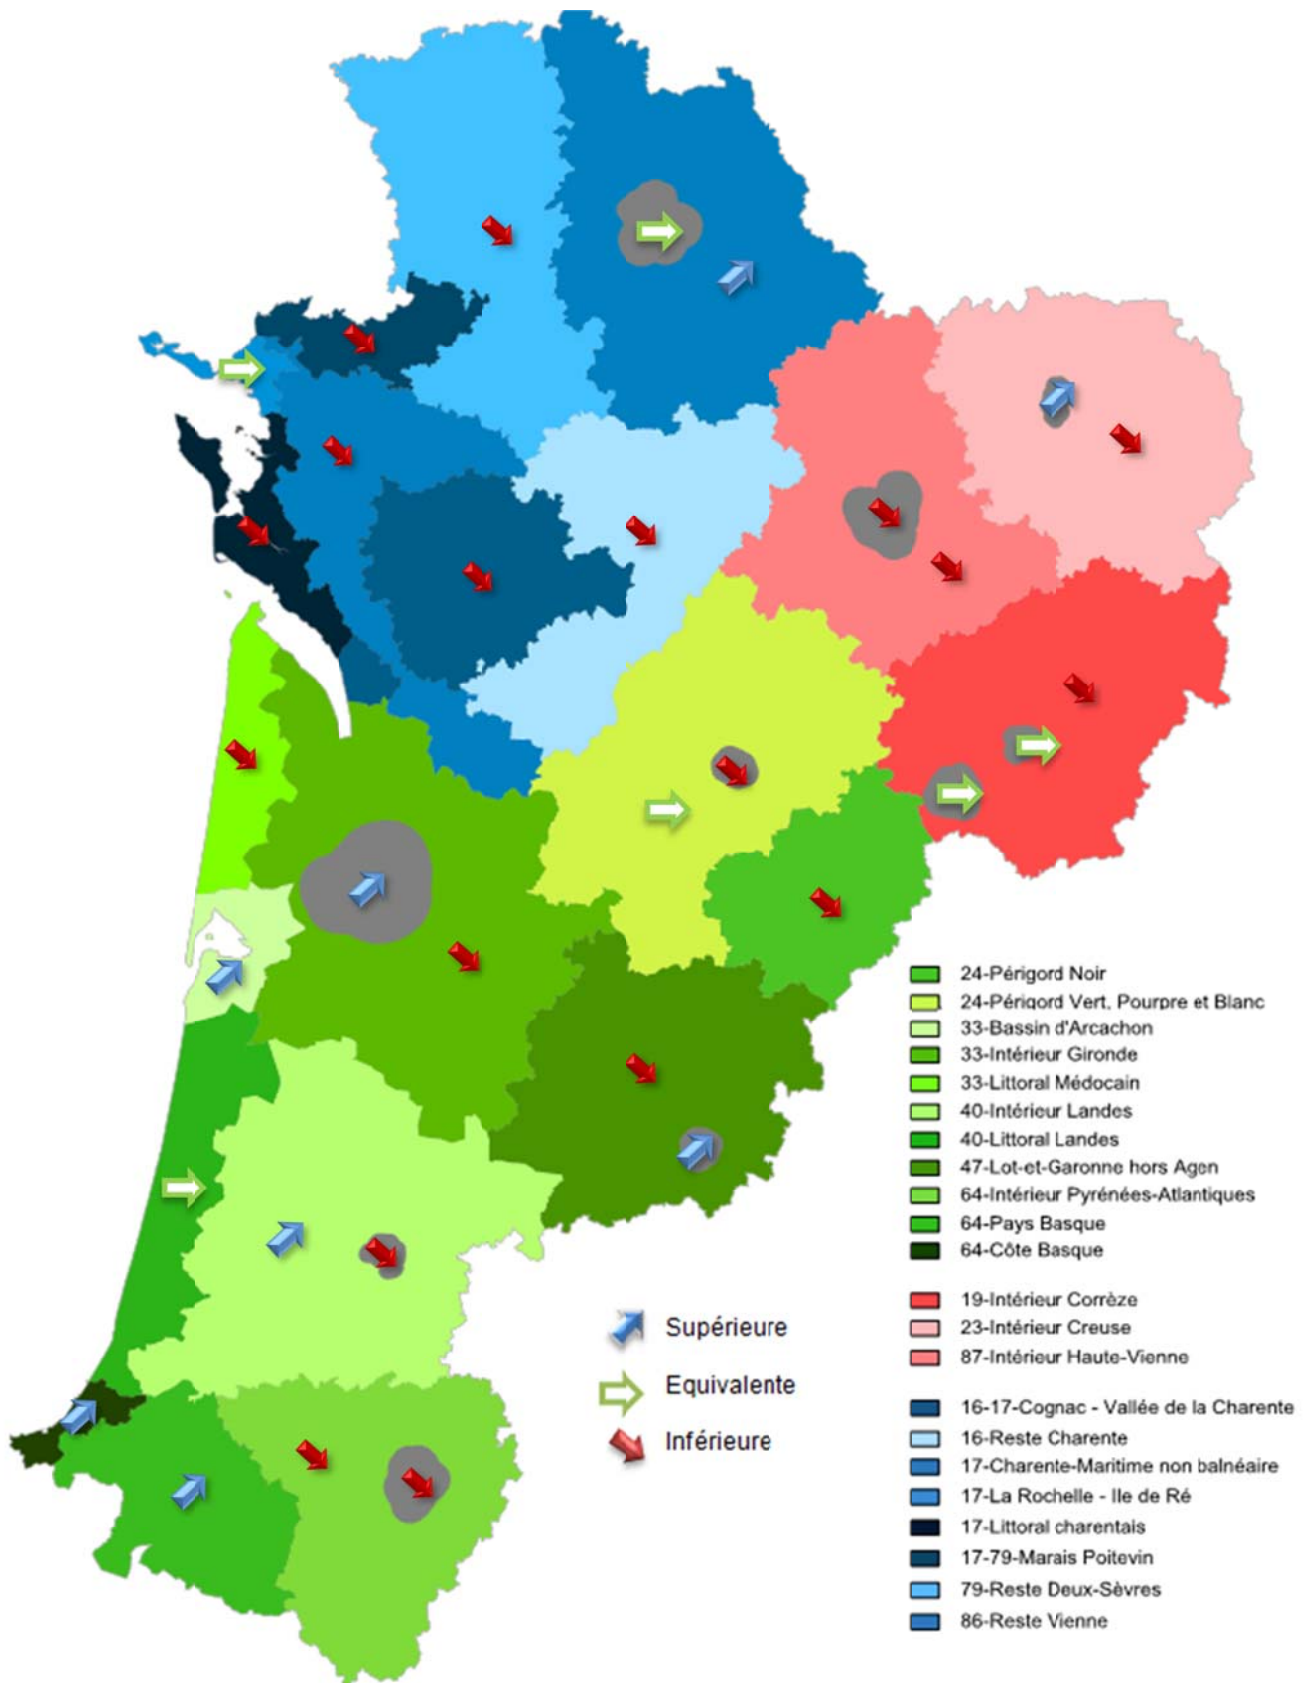 24-Périgord Noir
24-Périgord Vert, Pourpre et Blanc
33-Bassin d'Arcachon
33-Intérieur Gironde
33-Littoral Médocain
40-Intérieur Landes
40-Littoral Landes
47-Lot-et-Garonne hors Agen
64-Intérieur Pyrénées-Atlantiques
64-Pays Basque
64-Côte Basque
19-Intérieur Corrèze
23-Intérieur Creuse
87-Intérieur Haute-Vienne
16-17-Cognac - Vallée de la Charente
16-Reste Charente
17-Charente-Maritime non balnéaire
17-La Rochelle - Ile de Ré
17-Littoral charentais
17-79-Marais Poitevin
79-Reste Deux-Sèvres
86-Reste Vienne
Supérieure
Equivalente
Inférieure